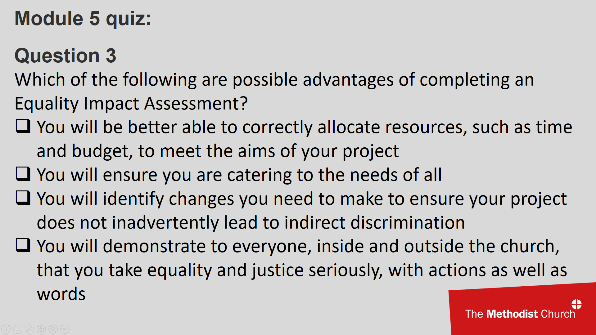 Module 5 quiz:
Question 3
Which of the following are possible advantages of completing an
Equality Impact Assessment?
❑ You will be better able to correctly allocate resources, such as time
and budget, to meet the aims of your project
❑ You will ensure you are catering to the needs of all
❑ You will identify changes you need to make to ensure your project
does not inadvertently lead to indirect discrimination
❑ You will demonstrate to everyone, inside and outside the church,
that you take equality and justice seriously, with actions as well as
words
The Methodist Church